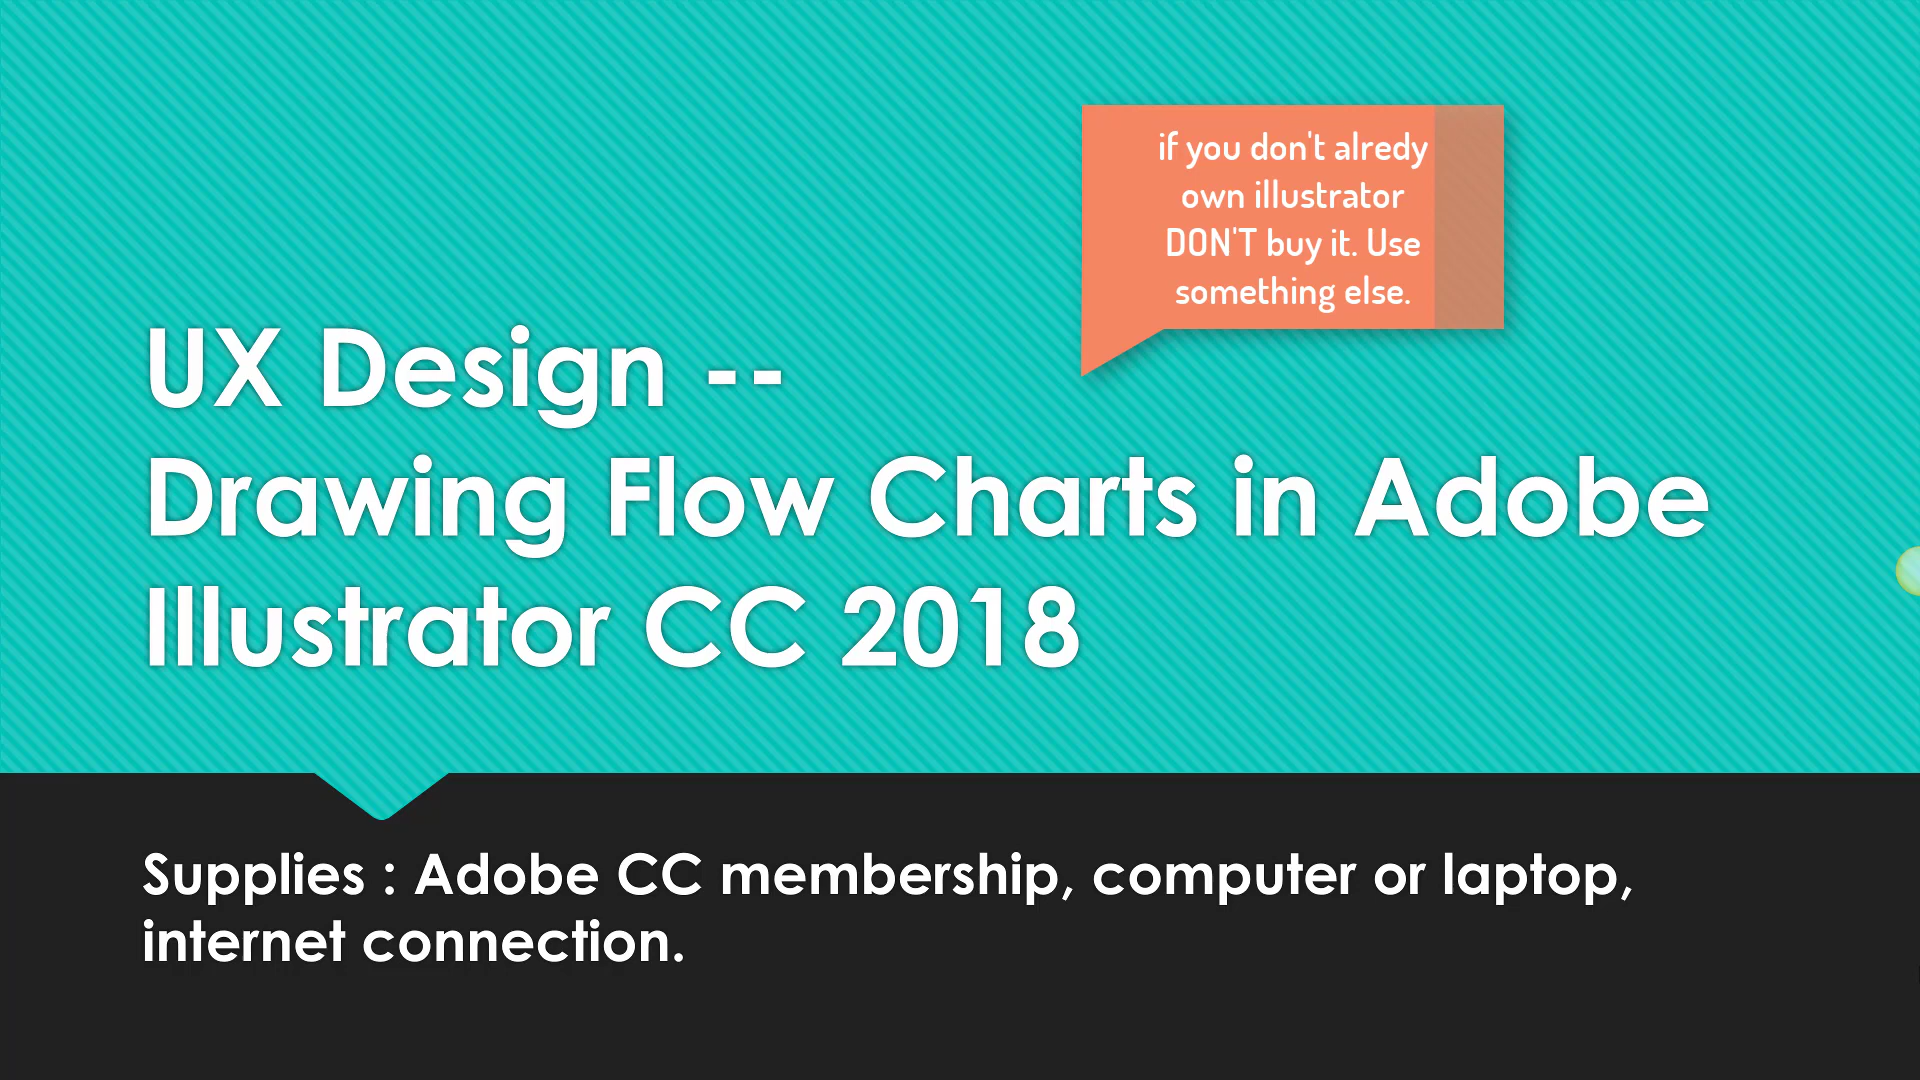 if you don't alredy
own illustrator
DON'T buy it. Use
something else.
UX Design --
Drawing Flow Charts in Adobe
Illustrator CC 2018
Supplies : Adobe CC membership, computer or laptop,
internet connection.